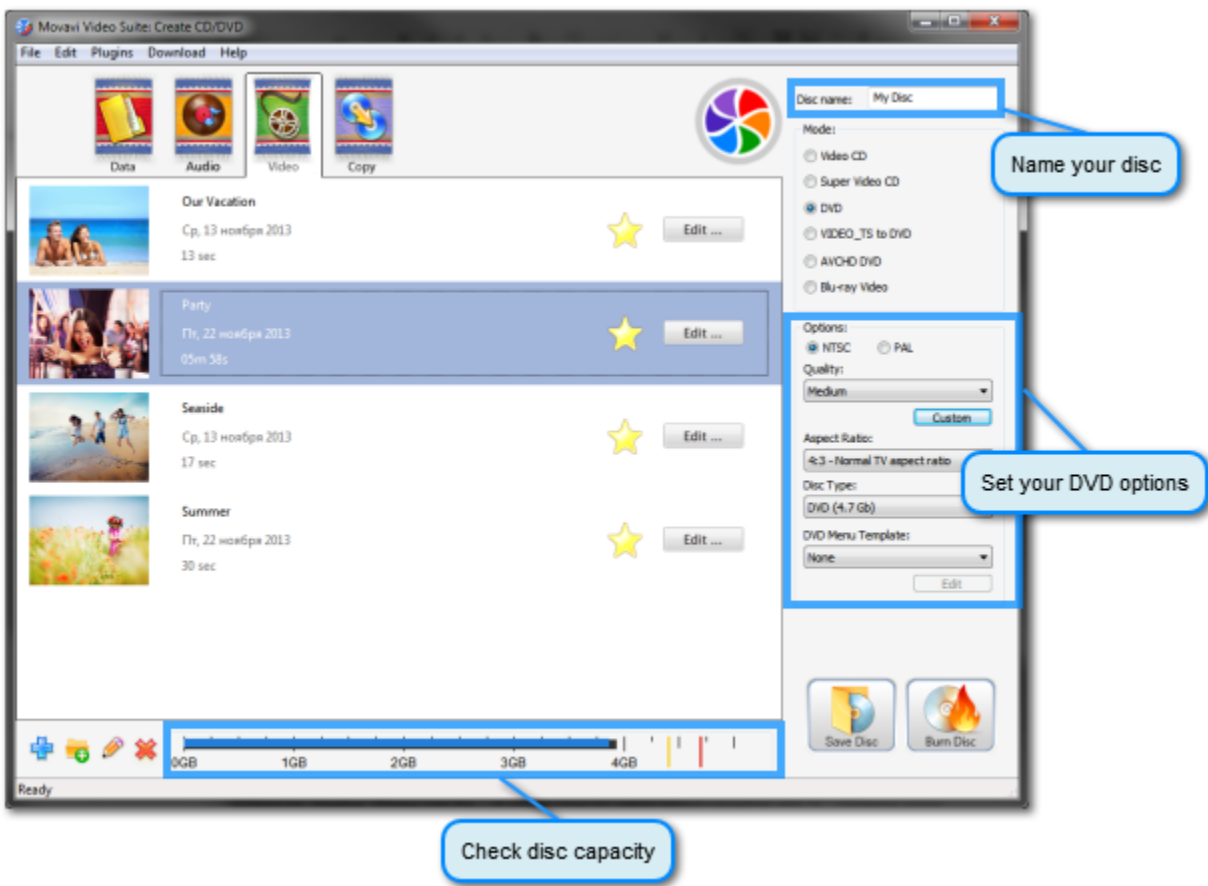 Movavi Video Suite: Create CD/DVD
File Edit Plugins Download Help
Data
Audio
Video
Copy
Our Vacation
Ср, 13 ноября 2013
13 sec
Edit ...
Party
Пт, 22 ноября 2013
05m 58s
Edit ...
Seaside
Ср, 13 ноября 2013
17 sec
Edit ...
Summer
Пт, 22 ноября 2013
30 sec
Edit ...
Disc name: My Disc
Name your disc
Mode:
Video CD
Super Video CD
DVD
VIDEO_TS to DVD
AVCHD DVD
Blu-ray Video
Options:
NTSC PAL
Quality:
Medium
Custom
Aspect Ratio:
4:3 - Normal TV aspect ratio
Set your DVD options
Disc Type:
DVD (4.7 Gb)
DVD Menu Template:
None
Edit
Save Disc
Burn Disc
0GB 1GB 2GB 3GB 4GB
Ready
Check disc capacity